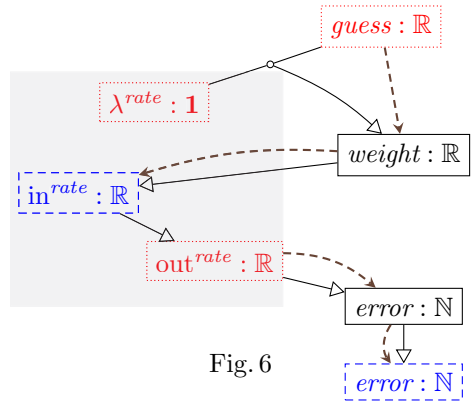 guess : ℝ
λ^rate : 𝟏
weight : ℝ
in^rate : ℝ
out^rate : ℝ
error : ℕ
Fig. 6
error : ℕ